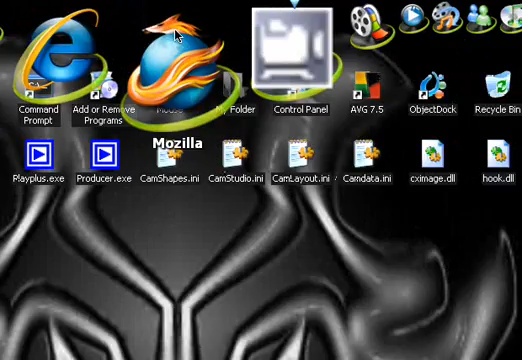 Command Prompt
Add or Remove Programs
Mouse
My Folder
Control Panel
AVG 7.5
ObjectDock
Recycle Bin
Mozilla
Playplus.exe
Producer.exe
CamShapes.ini
CamStudio.ini
CamLayout.ini
Camdata.ini
cximage.dll
hook.dll